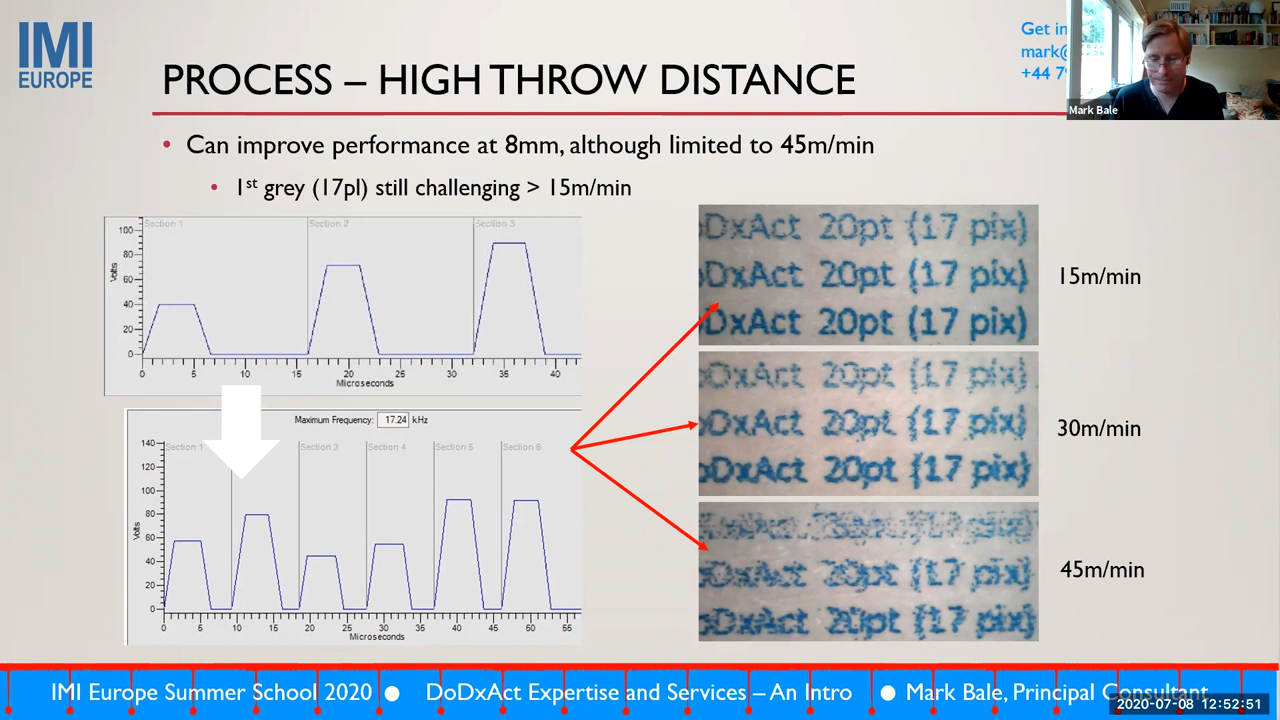 IMI
EUROPE
PROCESS – HIGH THROW DISTANCE
Get in
mark@
+44 7
Mark Bale
• Can improve performance at 8mm, although limited to 45m/min
• 1st grey (17pl) still challenging > 15m/min
Section 1 Section 2 Section 3
100
80
60
40
20
0
Volts
0 5 10 15 20 25 30 35 40
Microseconds
Maximum Frequency: 17.24 kHz
Section 1 Section 3 Section 4 Section 5 Section 6
140
120
100
80
60
40
20
0
Volts
0 5 10 15 20 25 30 35 40 45 50 55
Microseconds
oDxAct 20pt (17 pix)
oDxAct 20pt (17 pix)
DxAct 20pt (17 pix)
15m/min
oDxAct 20pt (17 pix)
oDxAct 20pt (17 pix)
oDxAct 20pt (17 pix)
30m/min
oDxAct 20pt (17 pix)
oDxAct 20pt (17 pix)
45m/min
IMI Europe Summer School 2020 ● DoDxAct Expertise and Services – An Intro ● Mark Bale, Principal Consultant
2020-07-08 12:52:51